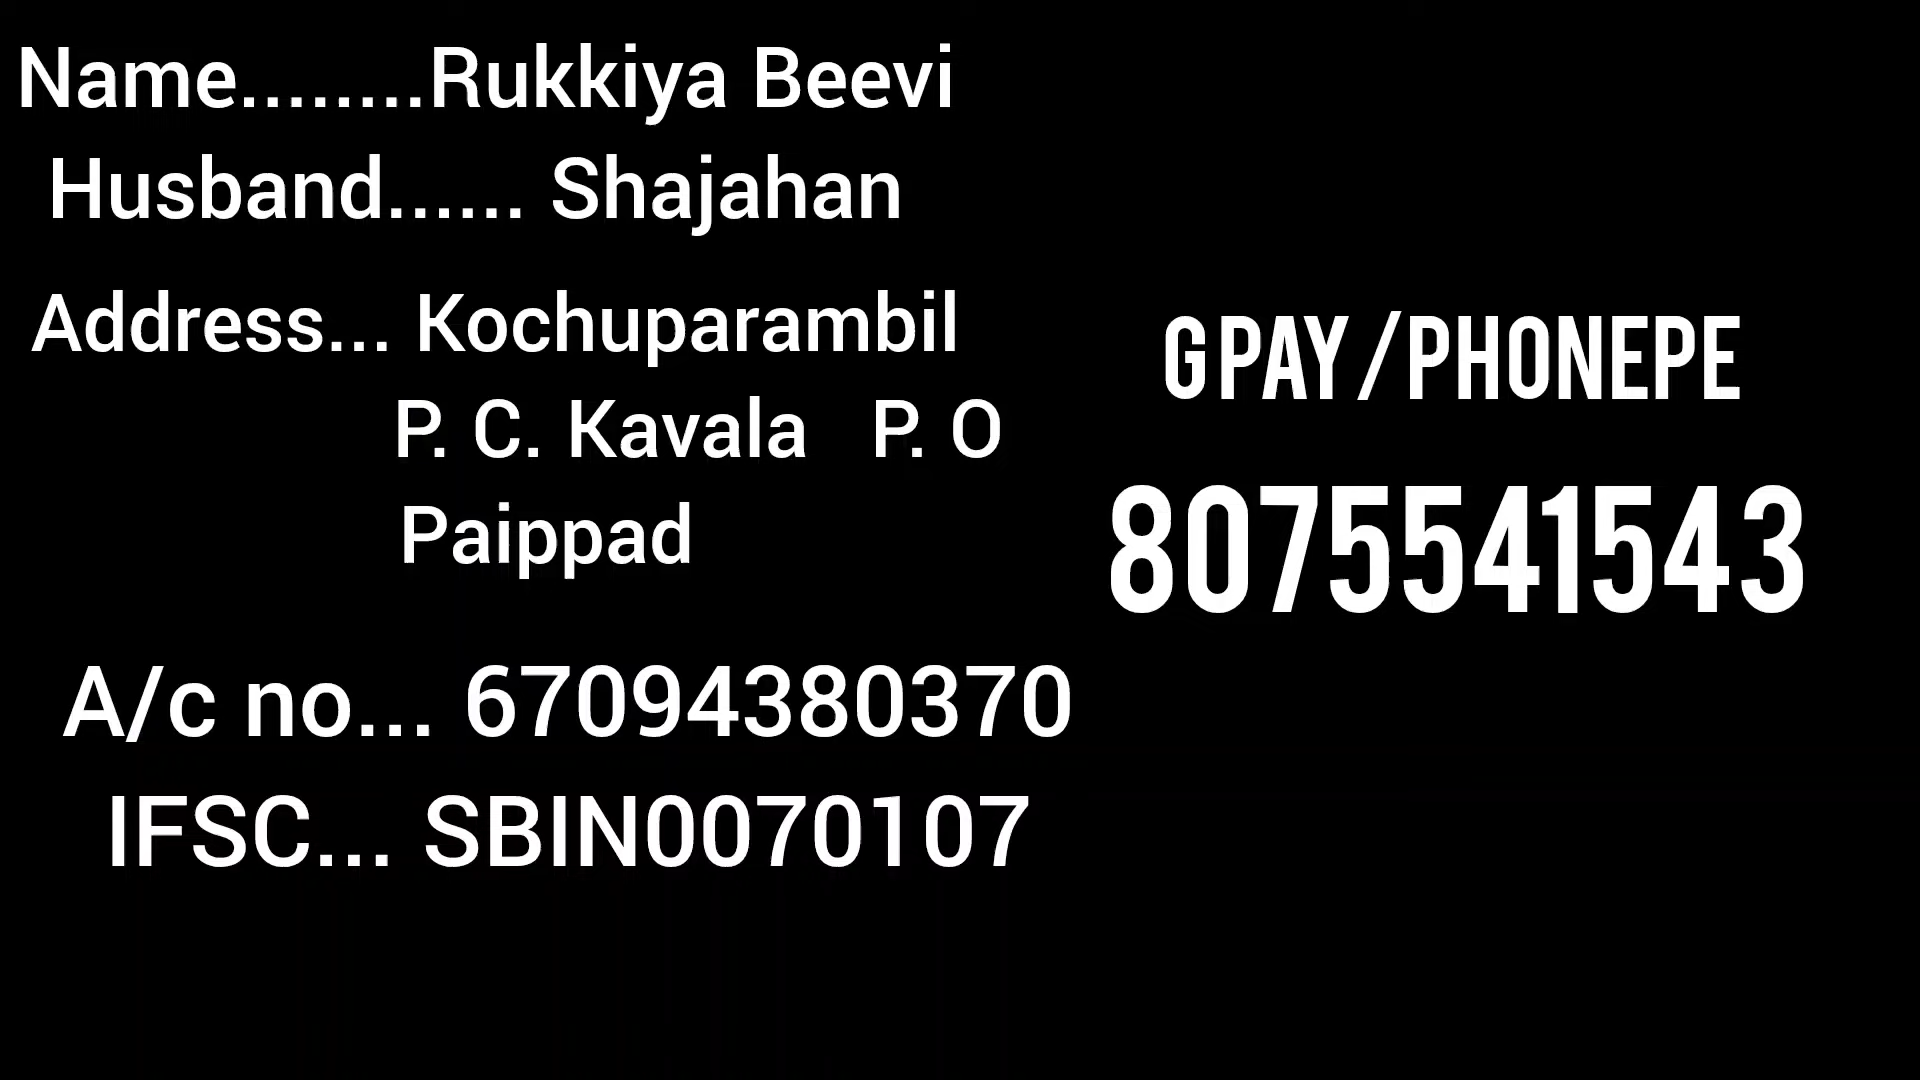 Name........Rukkiya Beevi
Husband...... Shajahan
Address... Kochuparambil
P. C. Kavala P. O
Paippad
A/c no... 67094380370
IFSC... SBIN0070107
GPAY/PHONEPE
8075541543